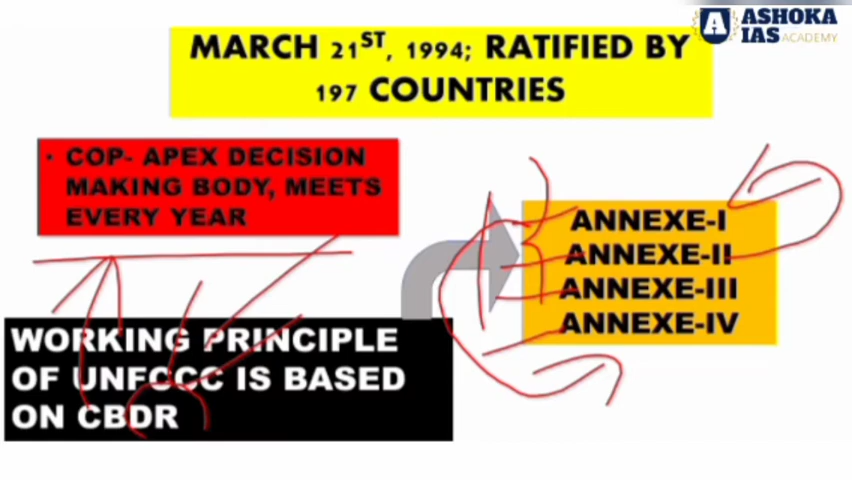 ASHOKA
IAS ACADEMY
MARCH 21ST, 1994; RATIFIED BY
197 COUNTRIES
• COP- APEX DECISION
MAKING BODY, MEETS
EVERY YEAR
ANNEXE-I
ANNEXE-II
ANNEXE-III
ANNEXE-IV
WORKING PRINCIPLE
OF UNFCCC IS BASED
ON CBDR